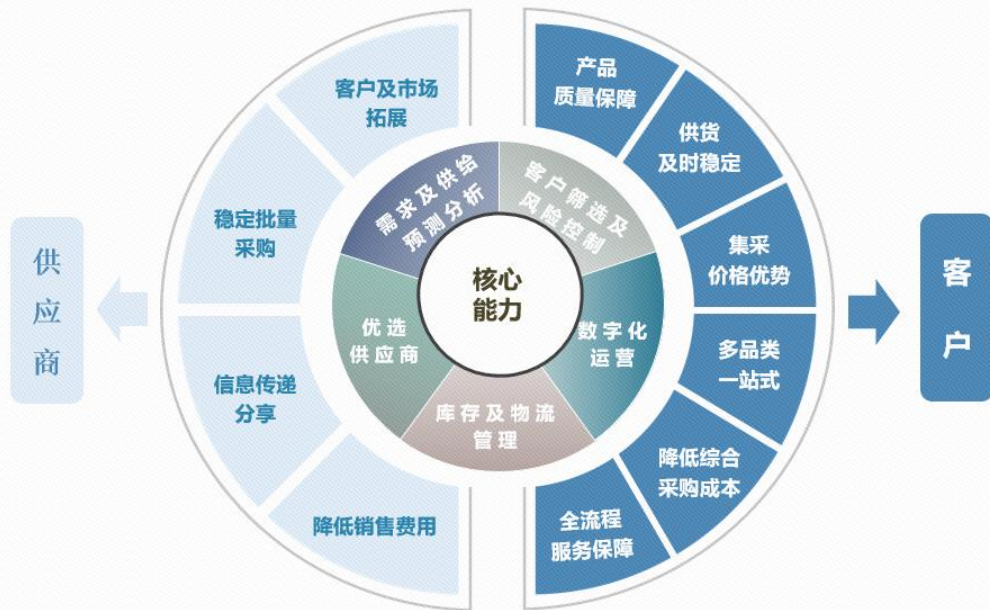 供
应
商
客户及市场
拓展
稳定批量
采购
信息传递
分享
降低销售费用
需求及供给
预测分析
客户筛选及
风险控制
优选
供应商
数字化
运营
库存及物流
管理
核心
能力
产品
质量保障
供货
及时稳定
集采
价格优势
多品类
一站式
降低综合
采购成本
全流程
服务保障
客
户